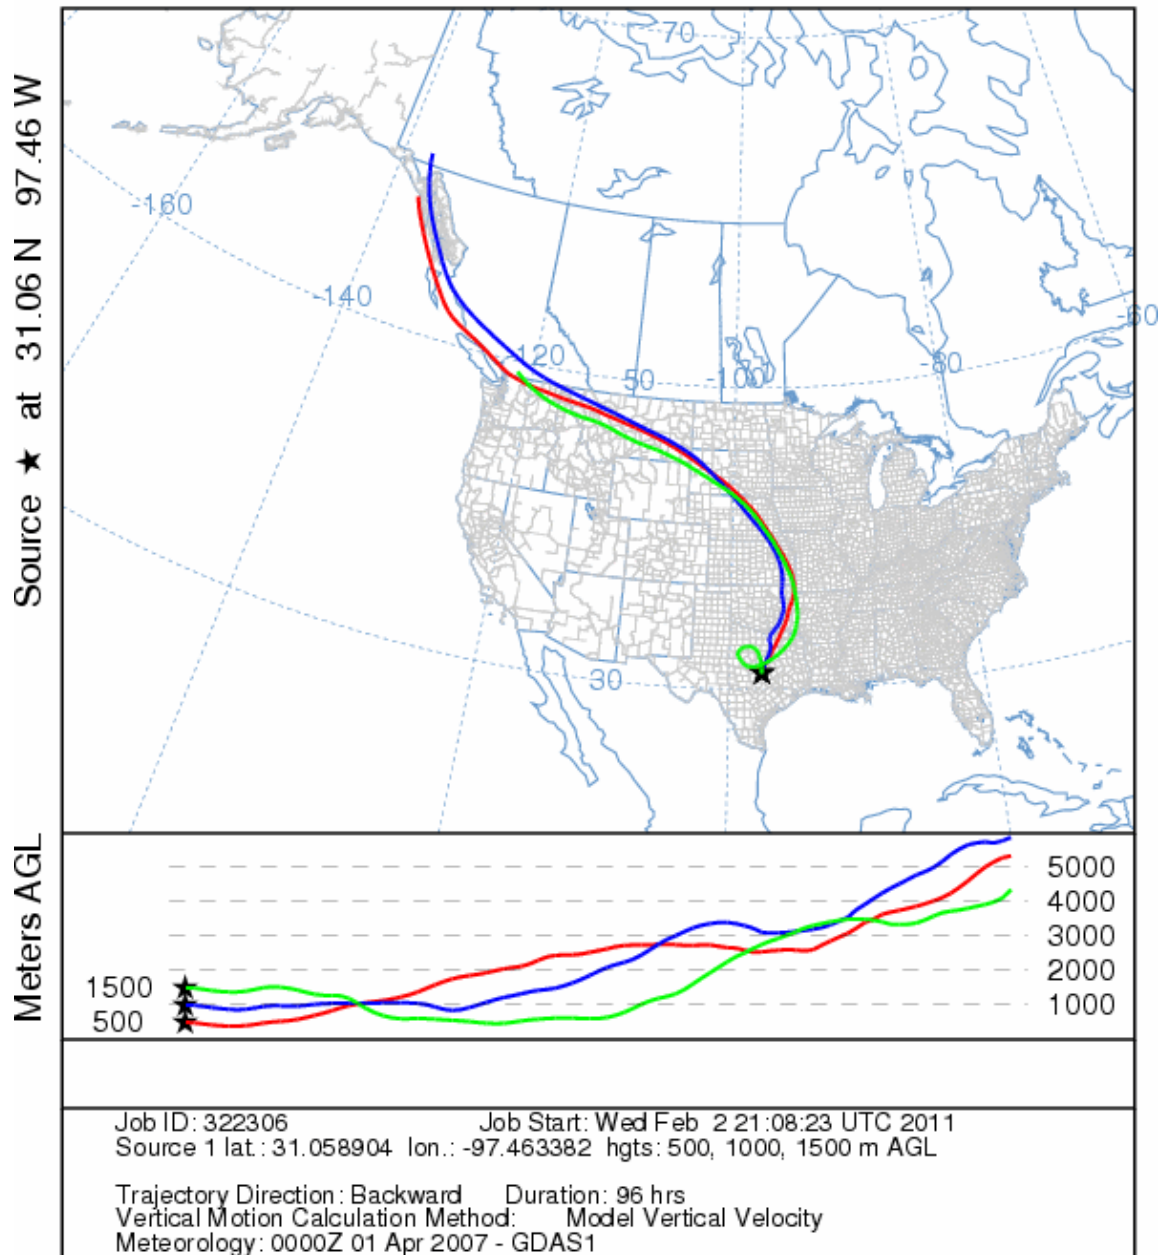 Source ★ at 31.06 N 97.46 W
70
-160
-140
-120
50
-100
-80
-60
30
Meters AGL
1500
500
5000
4000
3000
2000
1000
Job ID: 322306 Job Start: Wed Feb 2 21:08:23 UTC 2011
Source 1 lat.: 31.058904 lon.: -97.463382 hgts: 500, 1000, 1500 m AGL
Trajectory Direction: Backward Duration: 96 hrs
Vertical Motion Calculation Method: Model Vertical Velocity
Meteorology: 0000Z 01 Apr 2007 - GDAS1